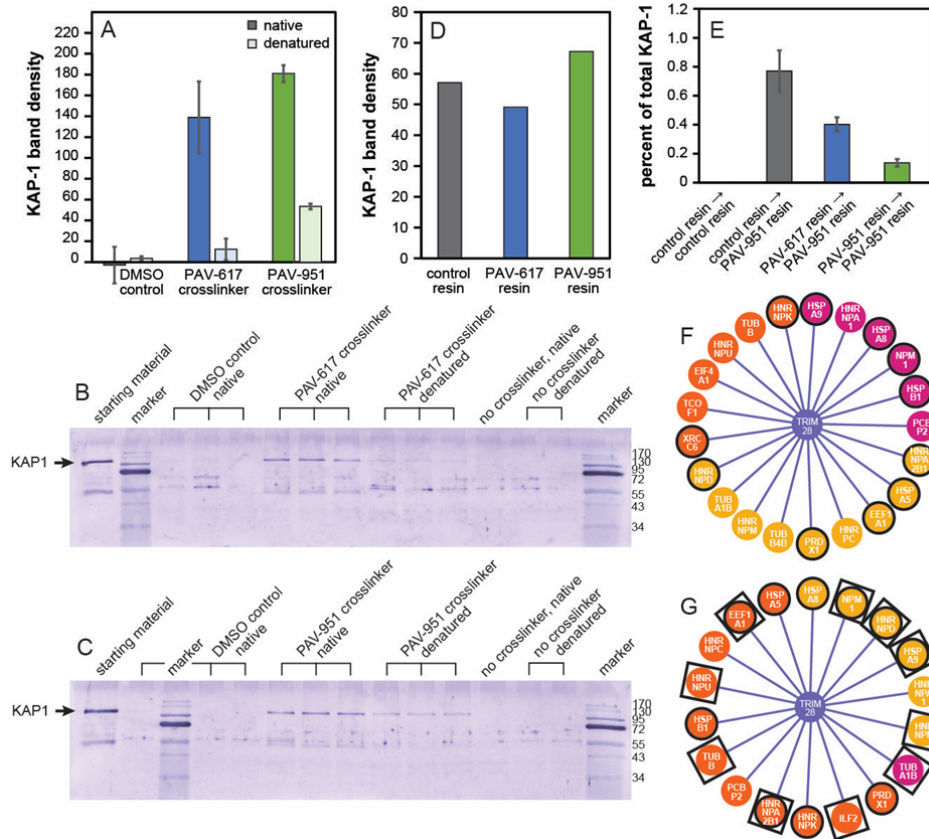 A
native
denatured
KAP-1 band density
200
180
160
140
120
100
80
60
40
20
0
DMSO
control
PAV-617
crosslinker
PAV-951
crosslinker
D
KAP-1 band density
80
70
60
50
40
30
20
10
0
control
resin
PAV-617
resin
PAV-951
resin
E
percent of total KAP-1
1.2
1
0.8
0.6
0.4
0.2
0
control resin →
control resin
control resin →
PAV-951 resin
PAV-617 resin →
PAV-951 resin
PAV-951 resin →
PAV-951 resin
B
starting material
marker
DMSO control
native
PAV-617 crosslinker
native
PAV-617 crosslinker
denatured
no crosslinker, native
no crosslinker
denatured
marker
KAP1
170
130
95
72
55
43
34
C
starting material
marker
DMSO control
native
PAV-951 crosslinker
native
PAV-951 crosslinker
denatured
no crosslinker, native
no crosslinker
denatured
marker
KAP1
170
130
95
72
55
43
34
F
HNR
NPK
HSP
A9
HNR
NPA
1
HSP
A8
NPM
1
HSP
B1
PCB
P2
HNR
NPA
2B1
HSP
A5
EEF1
A1
HNR
PC
PRD
X1
TUB
B4B
HNR
NPM
TUB
A1B
HNR
NPD
XRC
C6
TCO
F1
EIF4
A1
HNR
NPU
TUB
B
TRIM
28
G
HSP
A8
NPM
1
HNR
NPD
HSP
A9
HNR
NPA
1
HNR
TUB
A1B
PRD
X1
ILF2
HNR
NPK
HNR
NPA
2B1
PCB
P2
TUB
B
HSP
B1
HNR
NPU
HNR
NPC
EEF1
A1
HSP
A5
TRIM
28